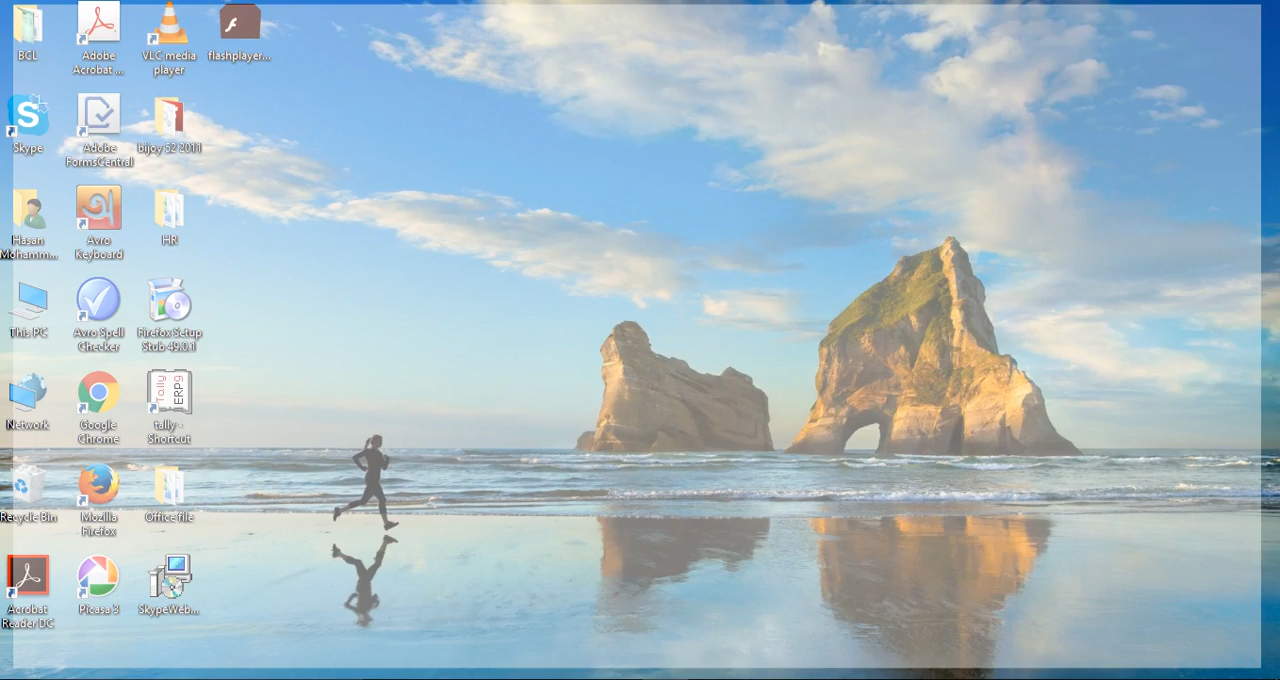 BCL
Adobe
Acrobat ...
VLC media
player
flashplayer...
Skype
Adobe
FormsCentral
bijoy 52 2011
Hasan
Mohamm...
Avro
Keyboard
HR
This PC
Avro Spell
Checker
Firefox Setup
Stub 49.0.1
Network
Google
Chrome
Tally
ERP9
tally -
Shortcut
Recycle Bin
Mozilla
Firefox
Office file
Acrobat
Reader DC
Picasa 3
SkypeWeb...